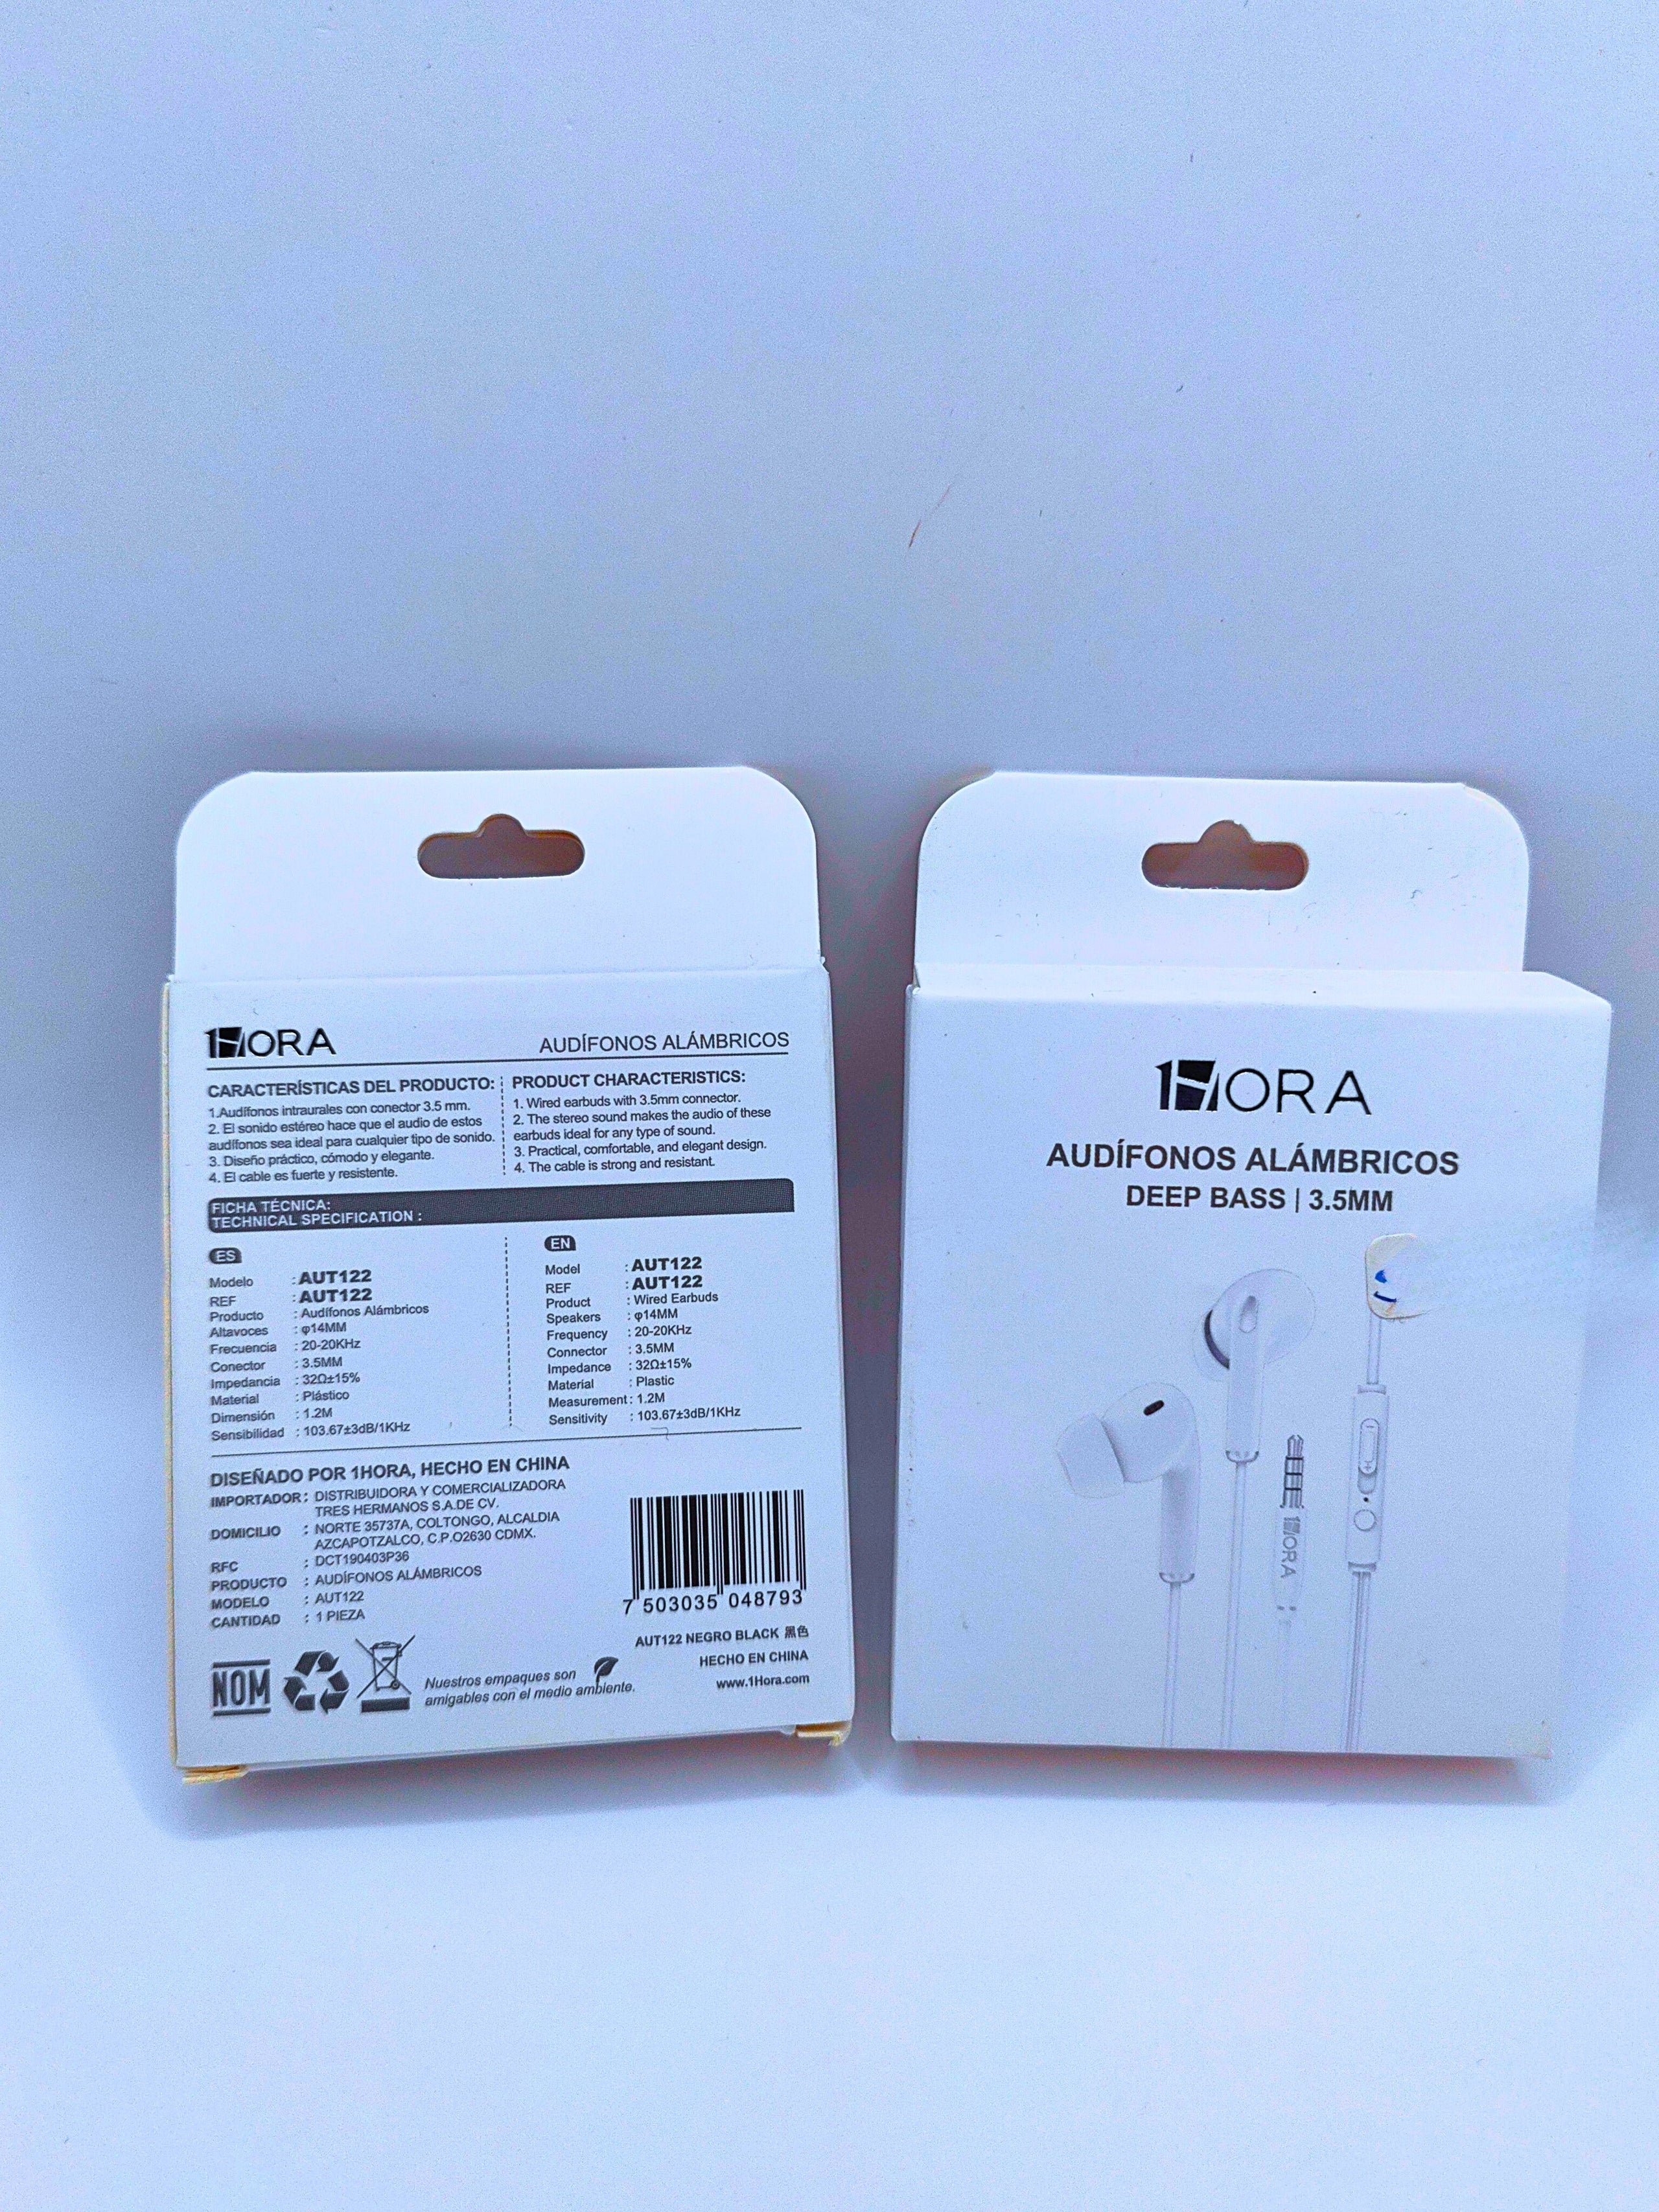 1HORA
AUDÍFONOS ALÁMBRICOS
CARACTERÍSTICAS DEL PRODUCTO:
1.Audífonos intraurales con conector 3.5 mm.
2. El sonido estéreo hace que el audio de estos
audífonos sea ideal para cualquier tipo de sonido.
3. Diseño práctico, cómodo y elegante.
4. El cable es fuerte y resistente.
PRODUCT CHARACTERISTICS:
1. Wired earbuds with 3.5mm connector.
2. The stereo sound makes the audio of these
earbuds ideal for any type of sound.
3. Practical, comfortable, and elegant design.
4. The cable is strong and resistant.
FICHA TÉCNICA:
TECHNICAL SPECIFICATION :
ES
Modelo : AUT122
REF : AUT122
Producto : Audífonos Alámbricos
Altavoces : φ14MM
Frecuencia : 20-20KHz
Conector : 3.5MM
Impedancia : 32Ω±15%
Material : Plástico
Dimensión : 1.2M
Sensibilidad : 103.67±3dB/1KHz
EN
Model : AUT122
REF : AUT122
Product : Wired Earbuds
Speakers : φ14MM
Frequency : 20-20KHz
Connector : 3.5MM
Impedance : 32Ω±15%
Material : Plastic
Measurement : 1.2M
Sensitivity : 103.67±3dB/1KHz
DISEÑADO POR 1HORA, HECHO EN CHINA
IMPORTADOR : DISTRIBUIDORA Y COMERCIALIZADORA
TRES HERMANOS S.A.DE CV.
DOMICILIO : NORTE 35737A, COLTONGO, ALCALDIA
AZCAPOTZALCO, C.P.O2630 CDMX.
RFC : DCT190403P36
PRODUCTO : AUDÍFONOS ALÁMBRICOS
MODELO : AUT122
CANTIDAD : 1 PIEZA
7 503035 048793
AUT122 NEGRO BLACK 黑色
HECHO EN CHINA
www.1Hora.com
NOM
Nuestros empaques son
amigables con el medio ambiente.
1HORA
AUDÍFONOS ALÁMBRICOS
DEEP BASS | 3.5MM
1HORA